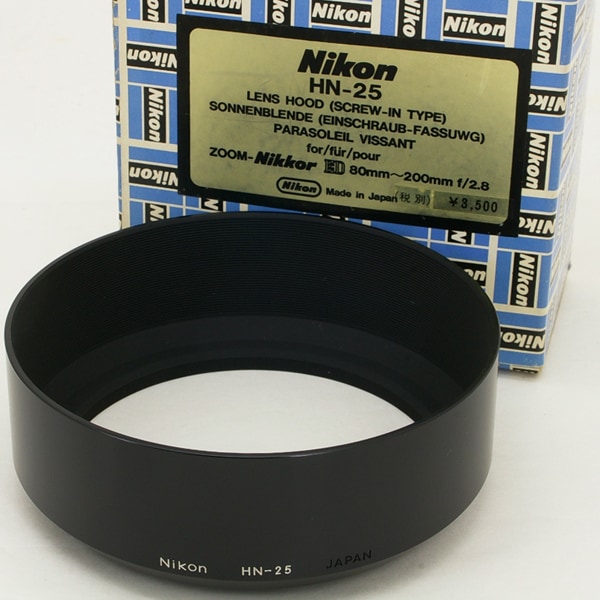 Nikon
HN-25
LENS HOOD (SCREW-IN TYPE)
SONNENBLENDE (EINSCHRAUB-FASSUWG)
PARASOLEIL VISSANT
for/für/pour
ZOOM-Nikkor ED 80mm~200mm f/2.8
Nikon Made in Japan 税別 ¥3,500
Nikon HN-25 JAPAN